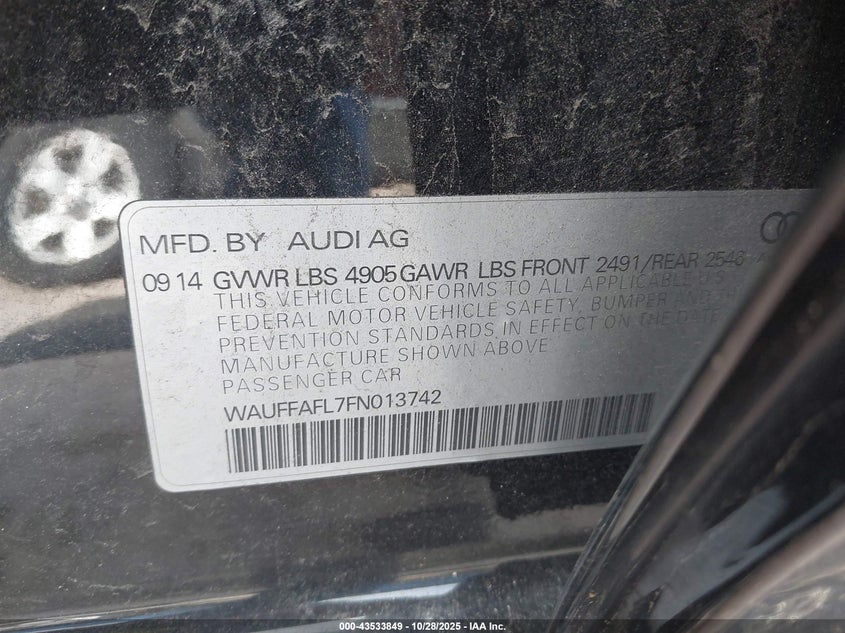 MFD. BY AUDI AG
09 14 GVWR LBS 4905 GAWR LBS FRONT 2491/REAR 2548
THIS VEHICLE CONFORMS TO ALL APPLICABLE U.S.
FEDERAL MOTOR VEHICLE SAFETY, BUMPER AND
PREVENTION STANDARDS IN EFFECT ON THE DATE
MANUFACTURE SHOWN ABOVE
PASSENGER CAR
WAUFFAFL7FN013742
000-43533849 - 10/28/2025 - IAA Inc.